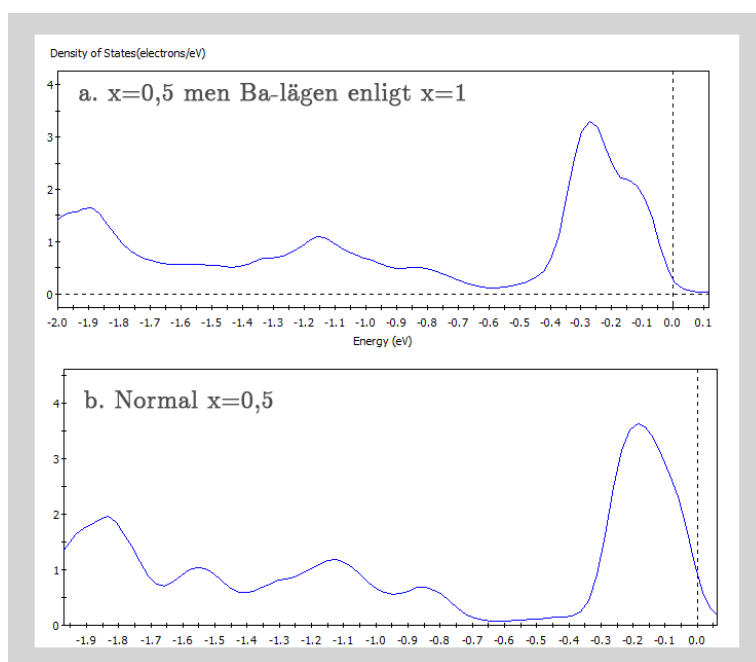 Density of States(electrons/eV)
a. x=0,5 men Ba-lägen enligt x=1
4
3
2
1
0
-2.0 -1.9 -1.8 -1.7 -1.6 -1.5 -1.4 -1.3 -1.2 -1.1 -1.0 -0.9 -0.8 -0.7 -0.6 -0.5 -0.4 -0.3 -0.2 -0.1 0.0 0.1
Energy (eV)
b. Normal x=0,5
4
3
2
1
0
-1.9 -1.8 -1.7 -1.6 -1.5 -1.4 -1.3 -1.2 -1.1 -1.0 -0.9 -0.8 -0.7 -0.6 -0.5 -0.4 -0.3 -0.2 -0.1 0.0